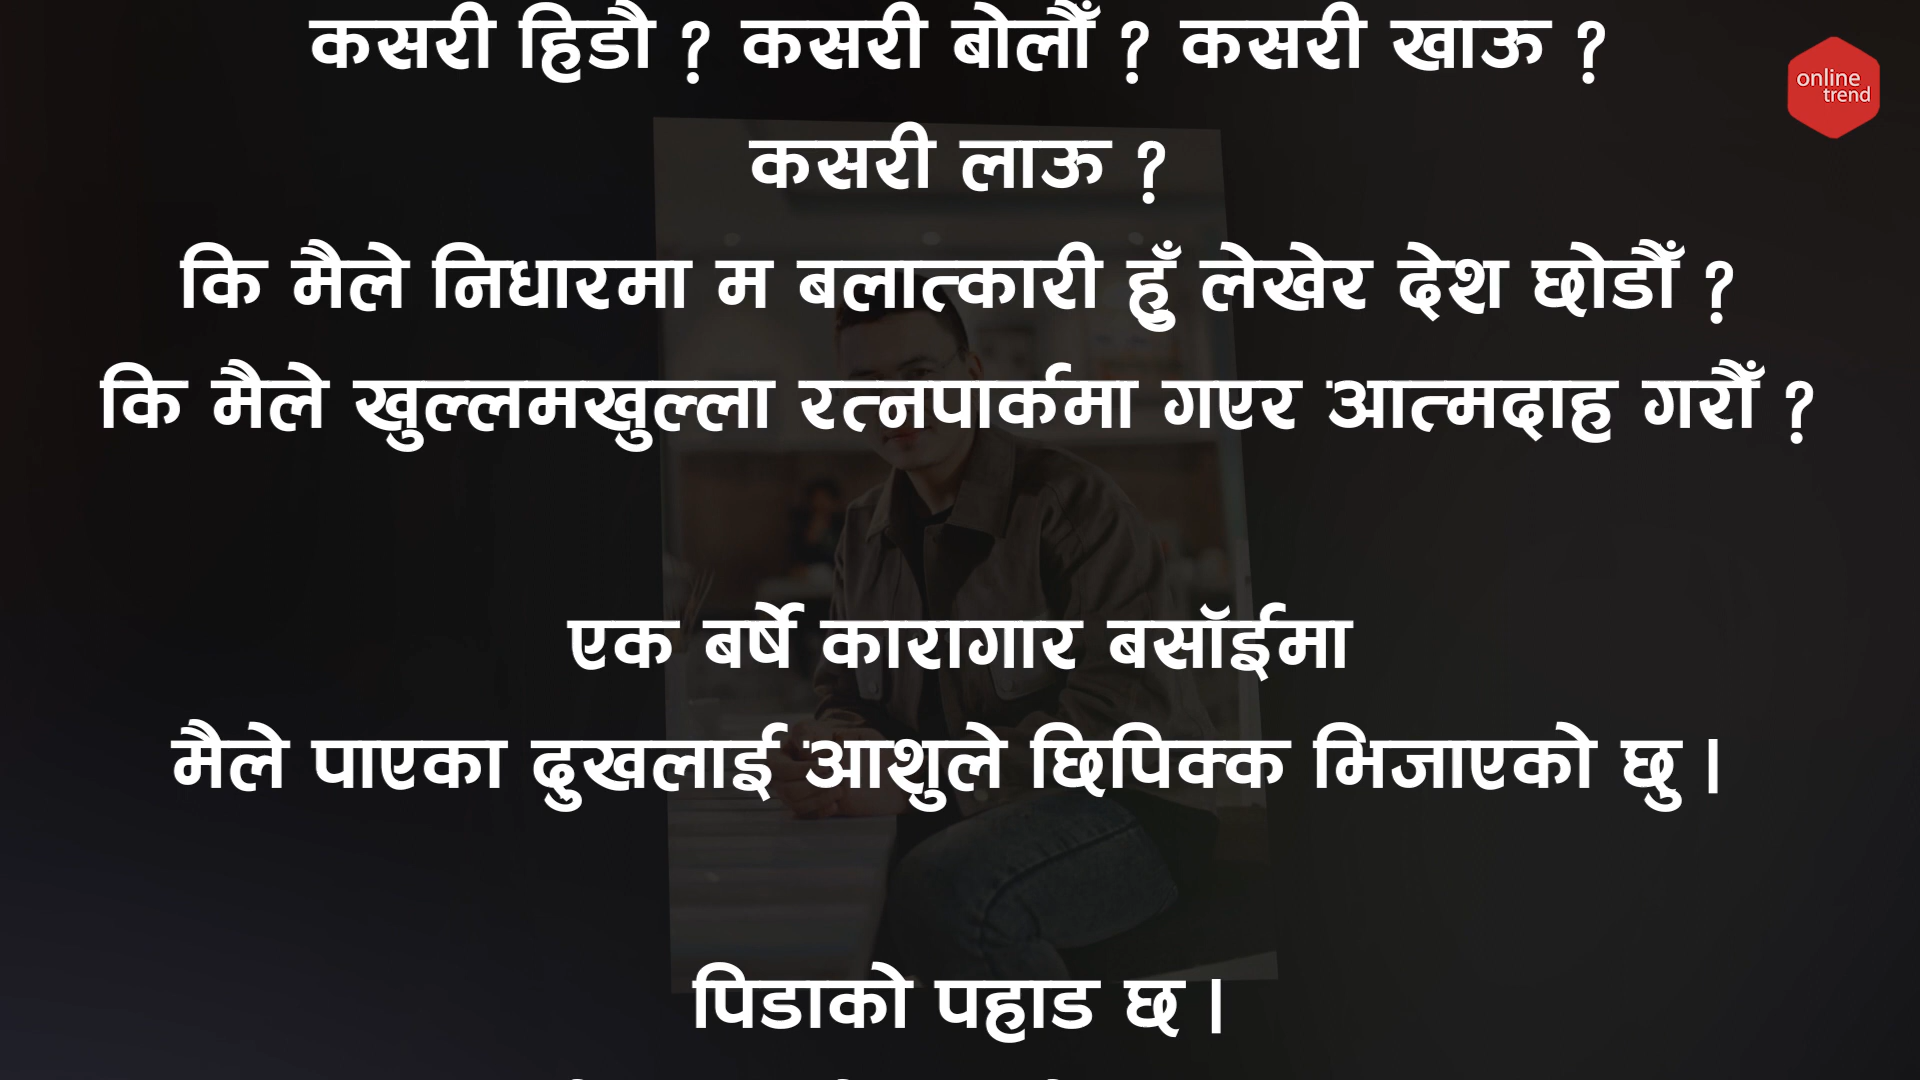 कसरी हिडौ ? कसरी बोलौँ ? कसरी खाऊ ?
online
trend
कसरी लाऊ ?
कि मैले निधारमा म बलात्कारी हुँ लेखेर देश छोडौँ ?
कि मैले खुल्लमखुल्ला रत्नपार्कमा गएर आत्मदाह गरौँ ?
एक बर्षे कारागार बसॉईमा
मैले पाएका दुखलाई आशुले छिपिक्क भिजाएको छु ।
पिडाको पहाड छ ।